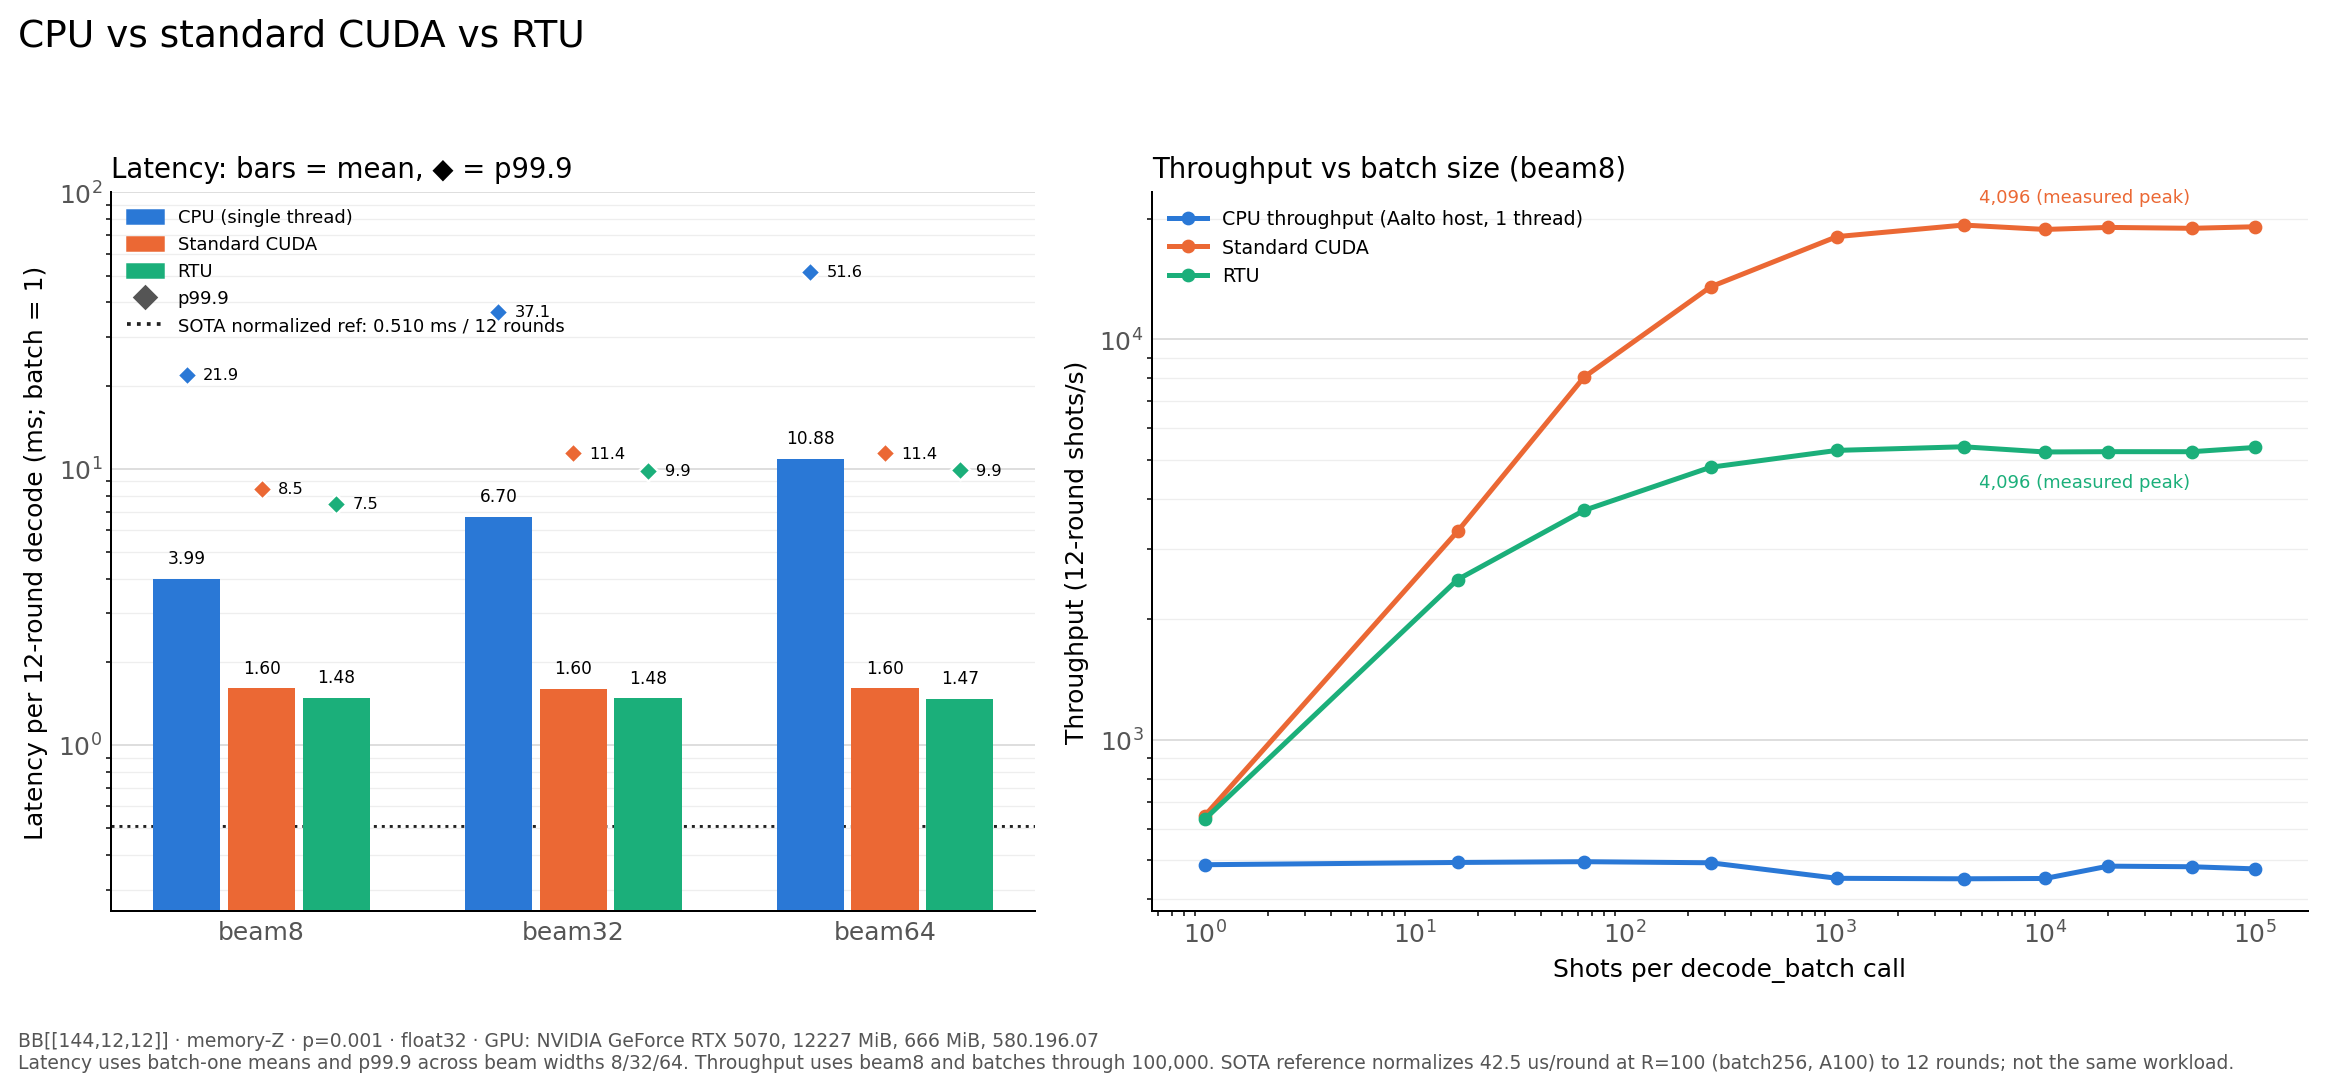 CPU vs standard CUDA vs RTU
Latency: bars = mean, ◆ = p99.9
Latency per 12-round decode (ms; batch = 1)
10²
10¹
10⁰
CPU (single thread)
Standard CUDA
RTU
p99.9
SOTA normalized ref: 0.510 ms / 12 rounds
21.9
8.5
7.5
3.99
1.60
1.48
37.1
11.4
9.9
6.70
1.60
1.48
51.6
11.4
9.9
10.88
1.60
1.47
beam8
beam32
beam64
Throughput vs batch size (beam8)
Throughput (12-round shots/s)
10⁴
10³
CPU throughput (Aalto host, 1 thread)
Standard CUDA
RTU
4,096 (measured peak)
4,096 (measured peak)
10⁰
10¹
10²
10³
10⁴
10⁵
Shots per decode_batch call
BB[[144,12,12]] · memory-Z · p=0.001 · float32 · GPU: NVIDIA GeForce RTX 5070, 12227 MiB, 666 MiB, 580.196.07
Latency uses batch-one means and p99.9 across beam widths 8/32/64. Throughput uses beam8 and batches through 100,000. SOTA reference normalizes 42.5 us/round at R=100 (batch256, A100) to 12 rounds; not the same workload.